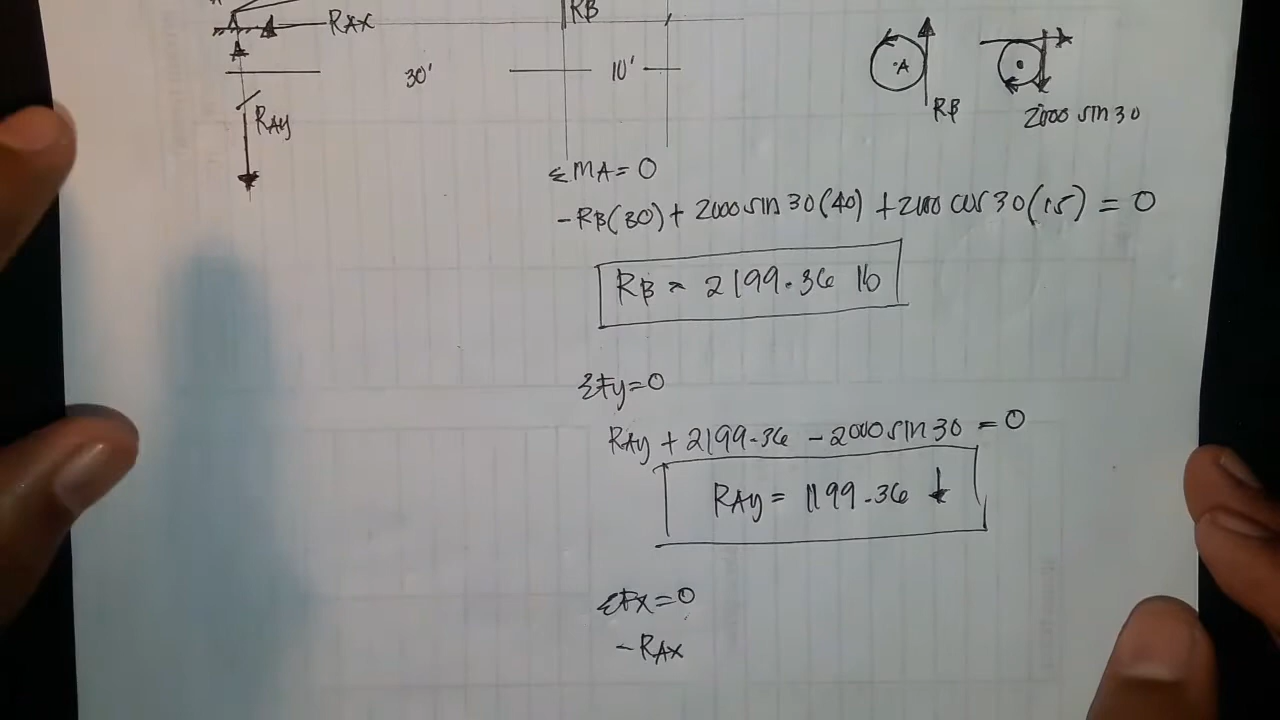 A
RB
RAX
30'
10'
RAY
A
RB
2000 sin 30
ΣMA = 0
-RB(30) + 2000 sin 30 (40) + 2000 cos 30 (15) = 0
RB = 2199.36 lb
ΣFy = 0
RAy + 2199.36 - 2000 sin 30 = 0
RAy = 1199.36 ↓
ΣFx = 0
- RAx